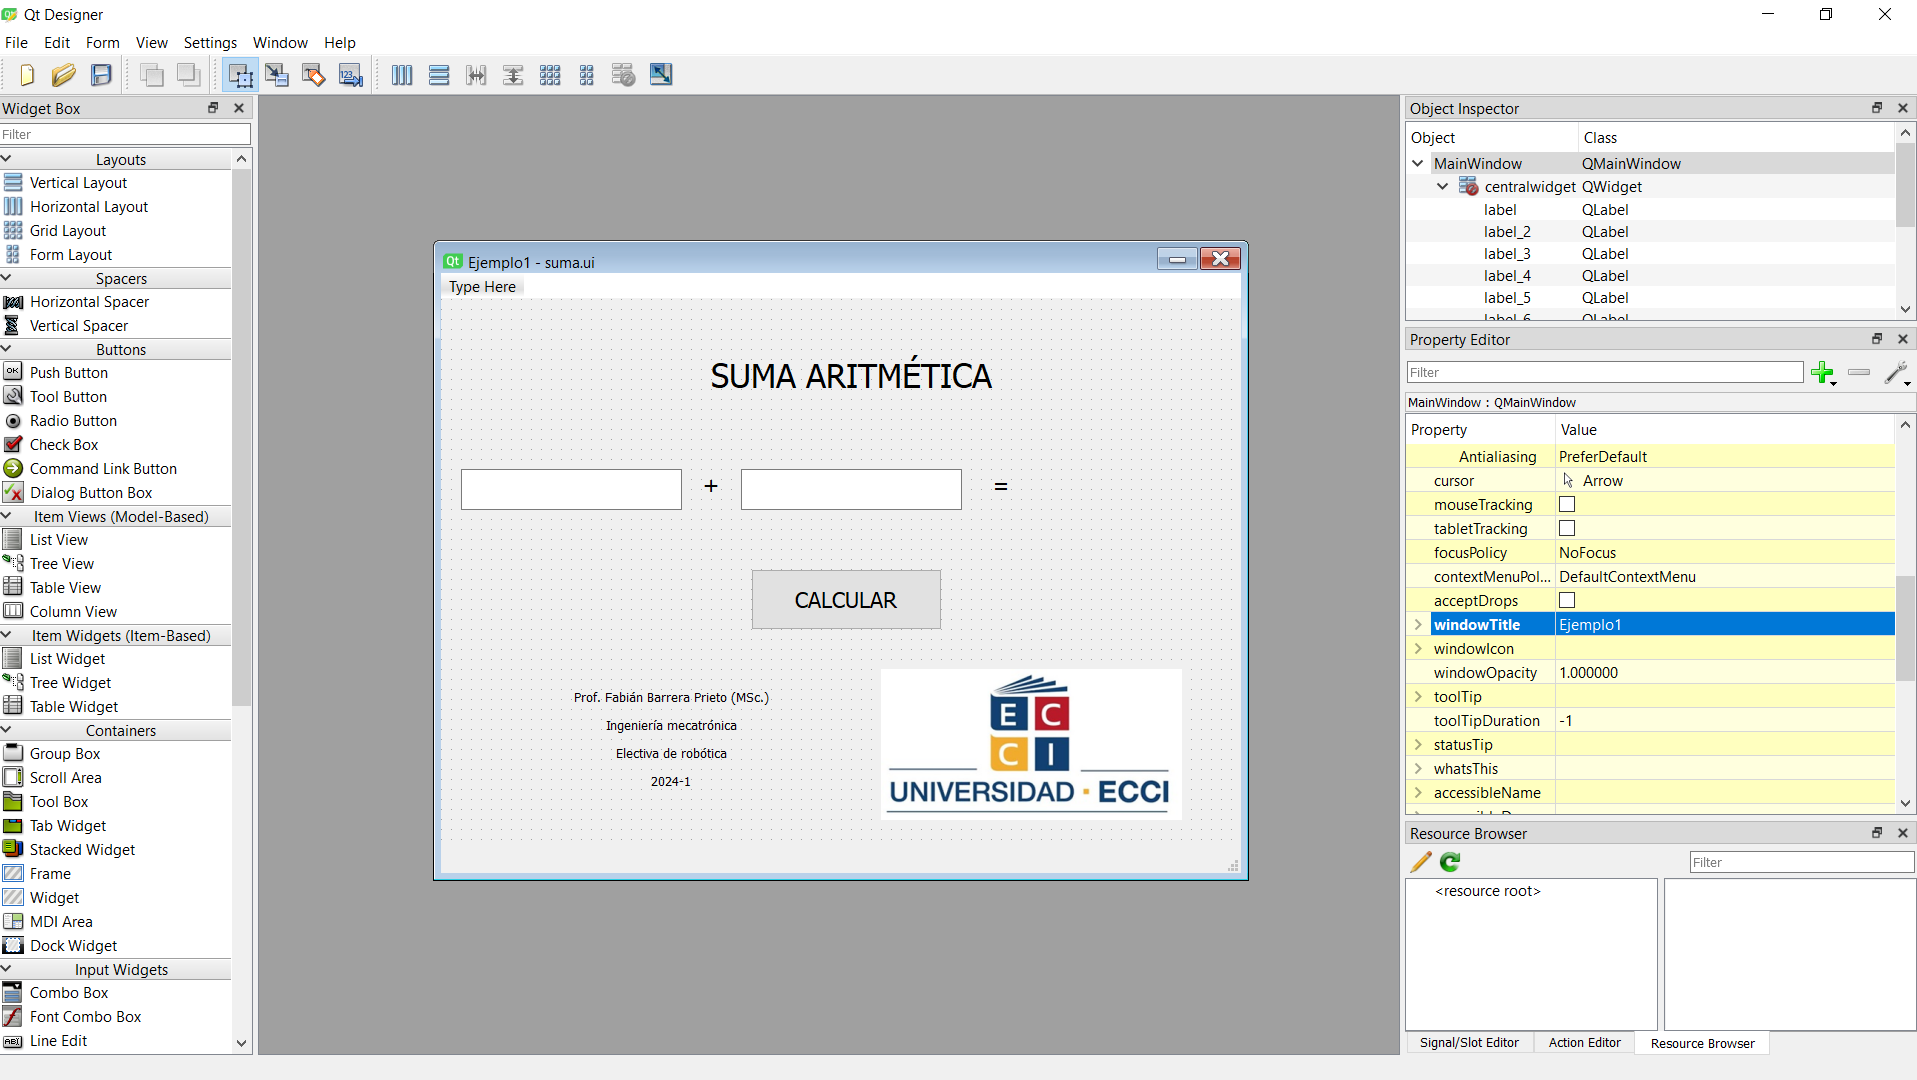 Qt Designer
File Edit Form View Settings Window Help
Widget Box
Filter
Layouts
Vertical Layout
Horizontal Layout
Grid Layout
Form Layout
Spacers
Horizontal Spacer
Vertical Spacer
Buttons
Push Button
Tool Button
Radio Button
Check Box
Command Link Button
Dialog Button Box
Item Views (Model-Based)
List View
Tree View
Table View
Column View
Item Widgets (Item-Based)
List Widget
Tree Widget
Table Widget
Containers
Group Box
Scroll Area
Tool Box
Tab Widget
Stacked Widget
Frame
Widget
MDI Area
Dock Widget
Input Widgets
Combo Box
Font Combo Box
Line Edit
Ejemplo1 - suma.ui
Type Here
SUMA ARITMÉTICA
+ =
CALCULAR
Prof. Fabián Barrera Prieto (MSc.)
Ingeniería mecatrónica
Electiva de robótica
2024-1
E C
C I
UNIVERSIDAD · ECCI
Object Inspector
Object Class
MainWindow QMainWindow
centralwidget QWidget
label QLabel
label_2 QLabel
label_3 QLabel
label_4 QLabel
label_5 QLabel
label_6 QLabel
Property Editor
Filter
MainWindow : QMainWindow
Property Value
Antialiasing PreferDefault
cursor Arrow
mouseTracking
tabletTracking
focusPolicy NoFocus
contextMenuPol... DefaultContextMenu
acceptDrops
windowTitle Ejemplo1
windowIcon
windowOpacity 1.000000
toolTip
toolTipDuration -1
statusTip
whatsThis
accessibleName
Resource Browser
Filter
<resource root>
Signal/Slot Editor Action Editor Resource Browser